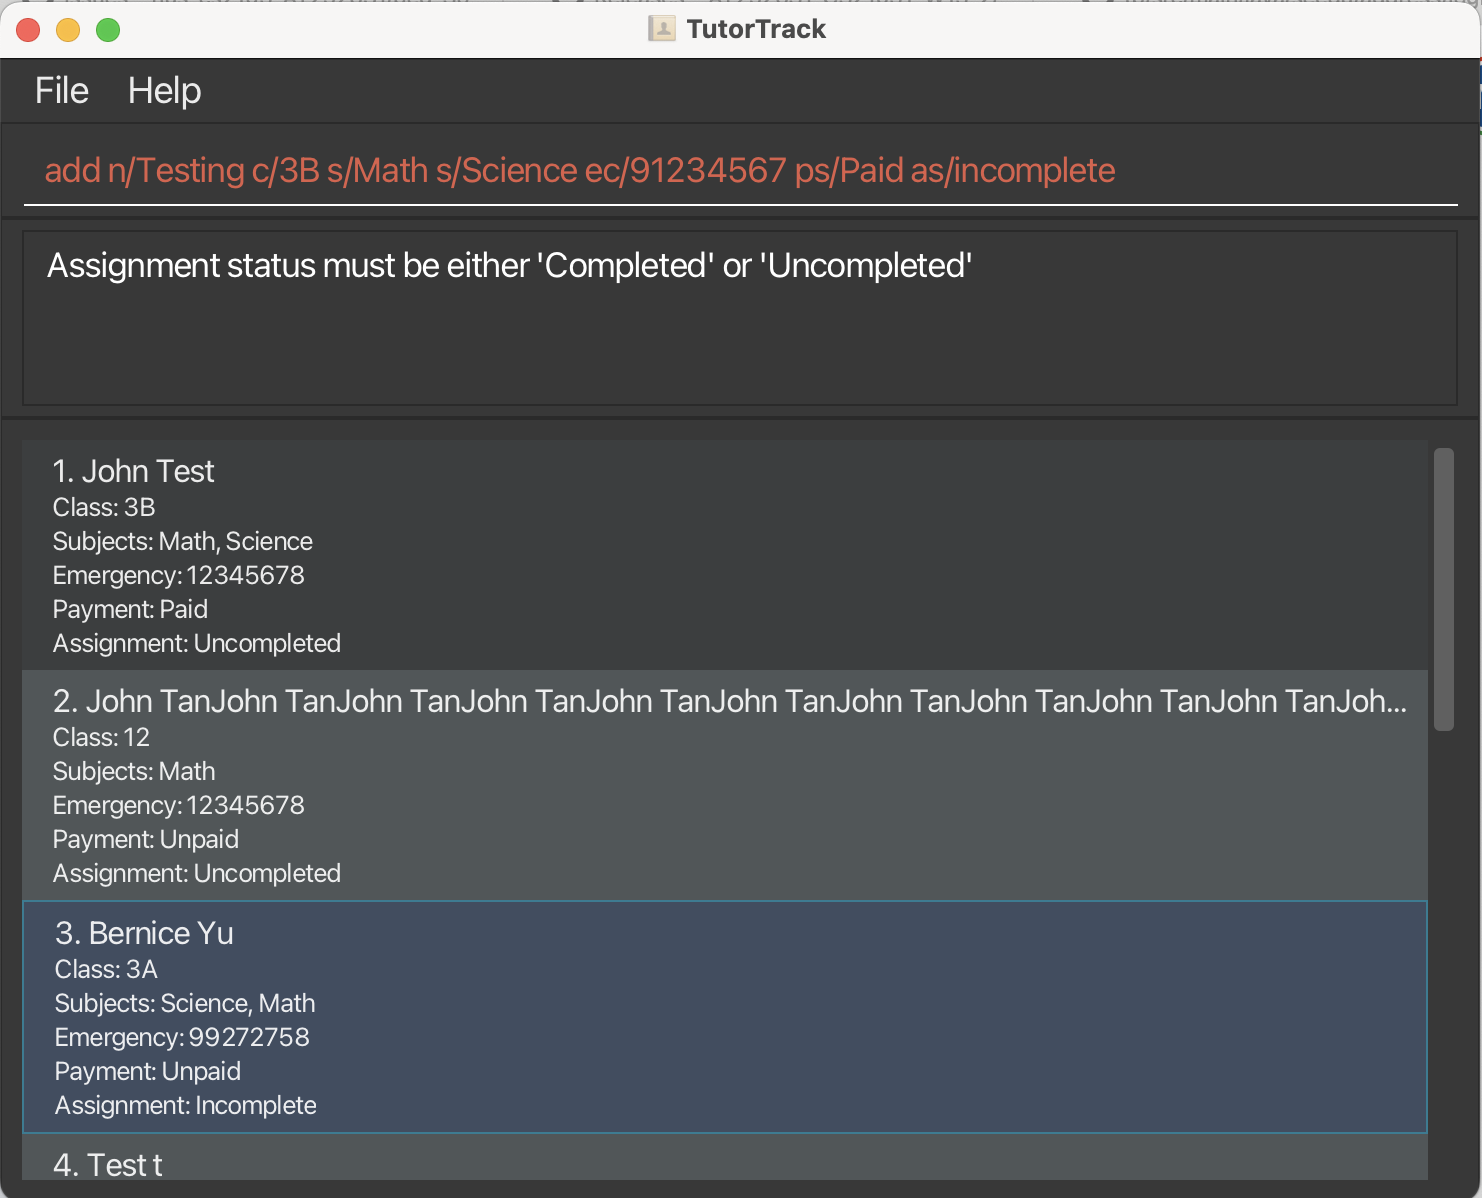 TutorTrack
File Help
add n/Testing c/3B s/Math s/Science ec/91234567 ps/Paid as/incomplete
Assignment status must be either 'Completed' or 'Uncompleted'
1. John Test
Class: 3B
Subjects: Math, Science
Emergency: 12345678
Payment: Paid
Assignment: Uncompleted
2. John TanJohn TanJohn TanJohn TanJohn TanJohn TanJohn TanJohn TanJohn TanJohn TanJoh...
Class: 12
Subjects: Math
Emergency: 12345678
Payment: Unpaid
Assignment: Uncompleted
3. Bernice Yu
Class: 3A
Subjects: Science, Math
Emergency: 99272758
Payment: Unpaid
Assignment: Incomplete
4. Test t